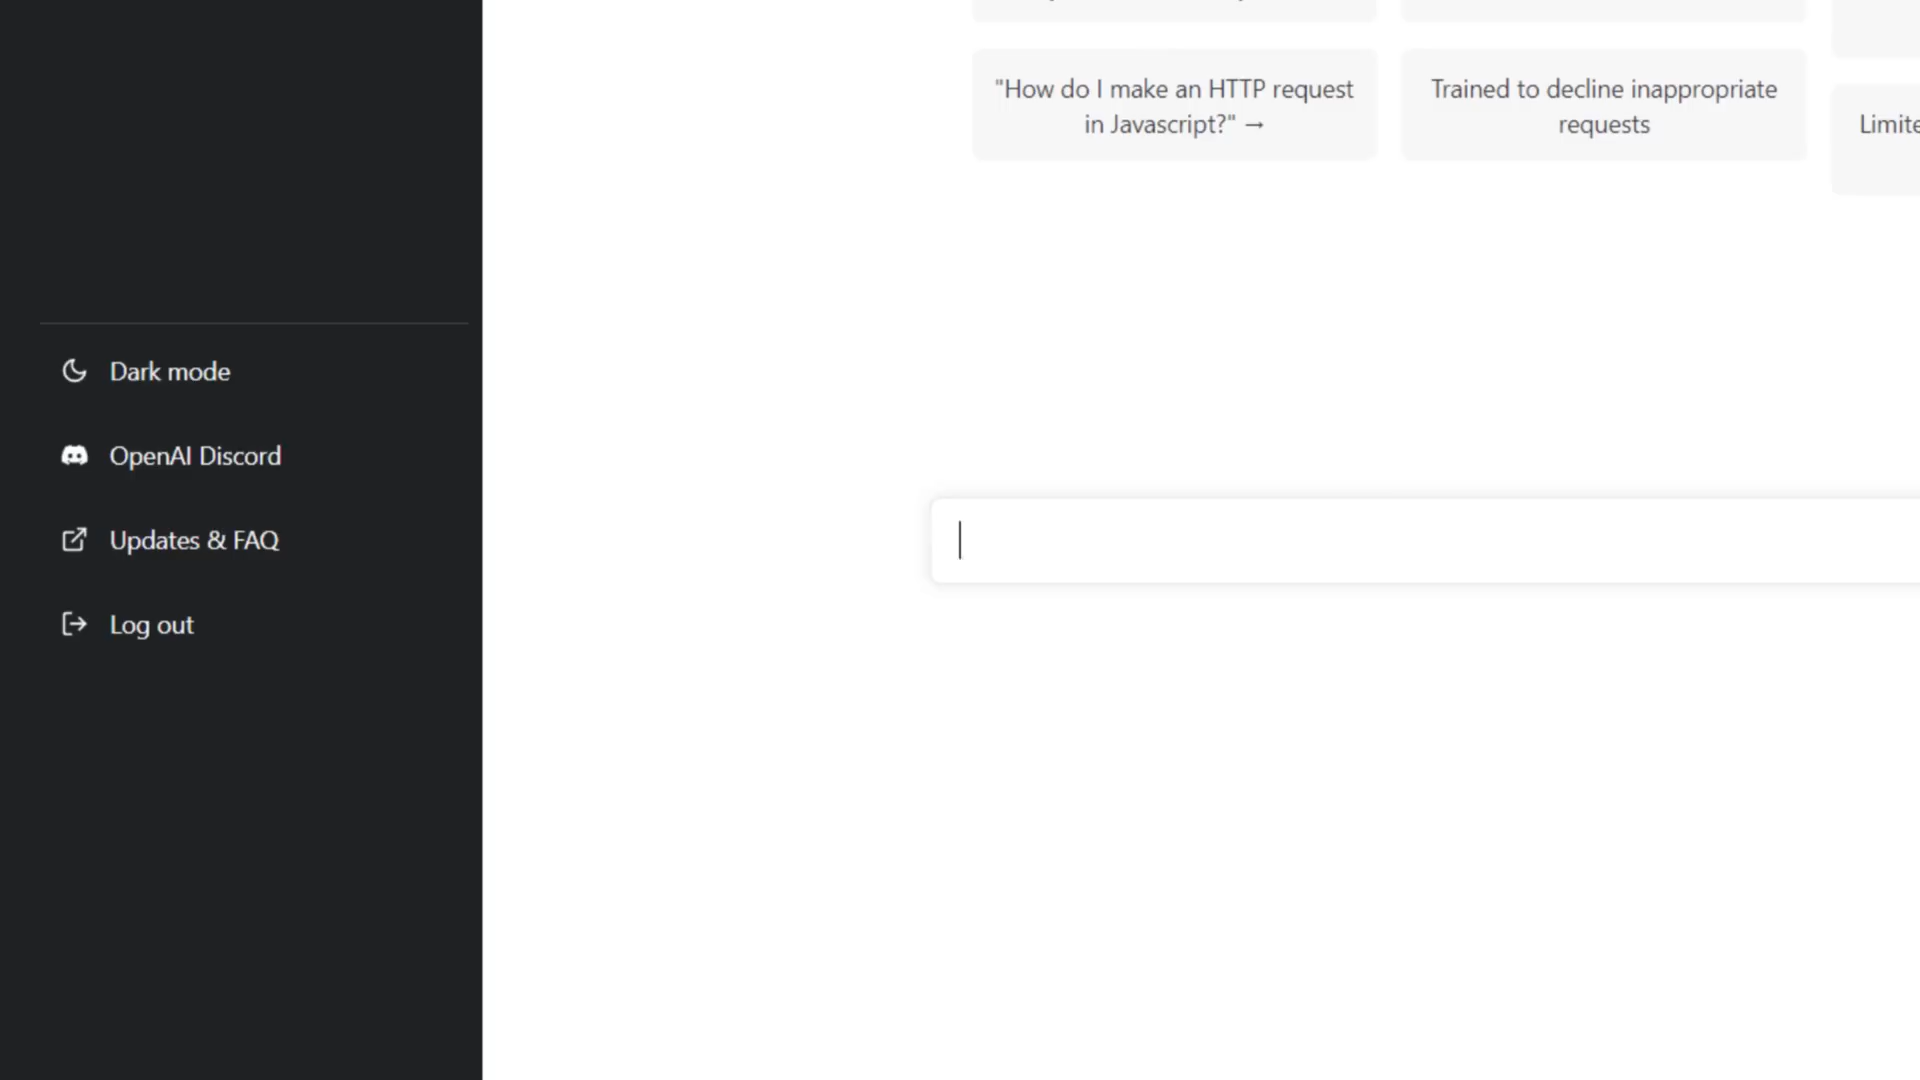 "How do I make an HTTP request
in Javascript?" →
Trained to decline inappropriate
requests
Dark mode
OpenAI Discord
Updates & FAQ
Log out